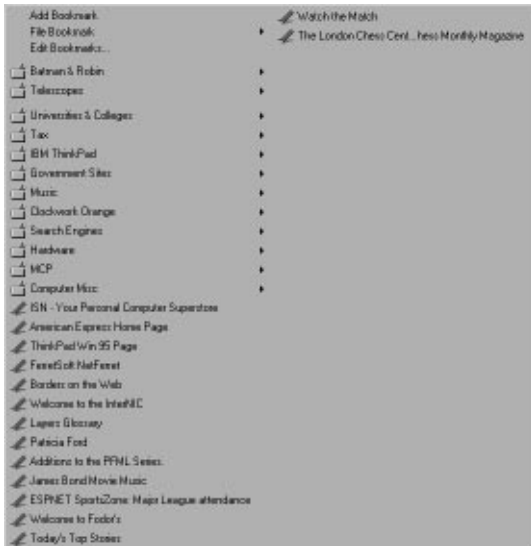 Add Bookmark
File Bookmark
Edit Bookmarks...
Batman & Robin
Telescopes
Universities & Colleges
Tax
IBM ThinkPad
Government Sites
Music
Clockwork Orange
Search Engines
Hardware
MCP
Computer Misc
ISN - Your Personal Computer Superstore
American Express Home Page
ThinkPad Win 95 Page
FerretSoft NetFerret
Borders on the Web
Welcome to the InterNIC
Glossary
Patricia Ford
Additions to the PFML Series.
James Bond Movie Music
ESPNET SportsZone: Major League attendance
Welcome to Fodor's
Today's Top Stories
Watch the Match
The London Chess Cent...hess Monthly Magazine